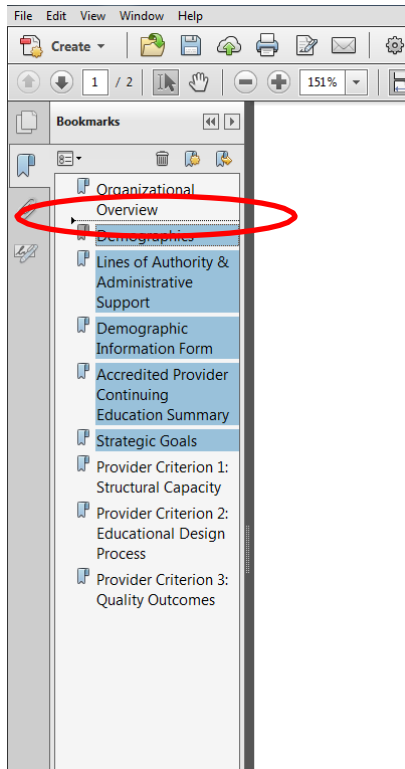 File Edit View Window Help
Create
1 / 2 151%
Bookmarks
Organizational
Overview
Demographics
Lines of Authority &
Administrative
Support
Demographic
Information Form
Accredited Provider
Continuing
Education Summary
Strategic Goals
Provider Criterion 1:
Structural Capacity
Provider Criterion 2:
Educational Design
Process
Provider Criterion 3:
Quality Outcomes